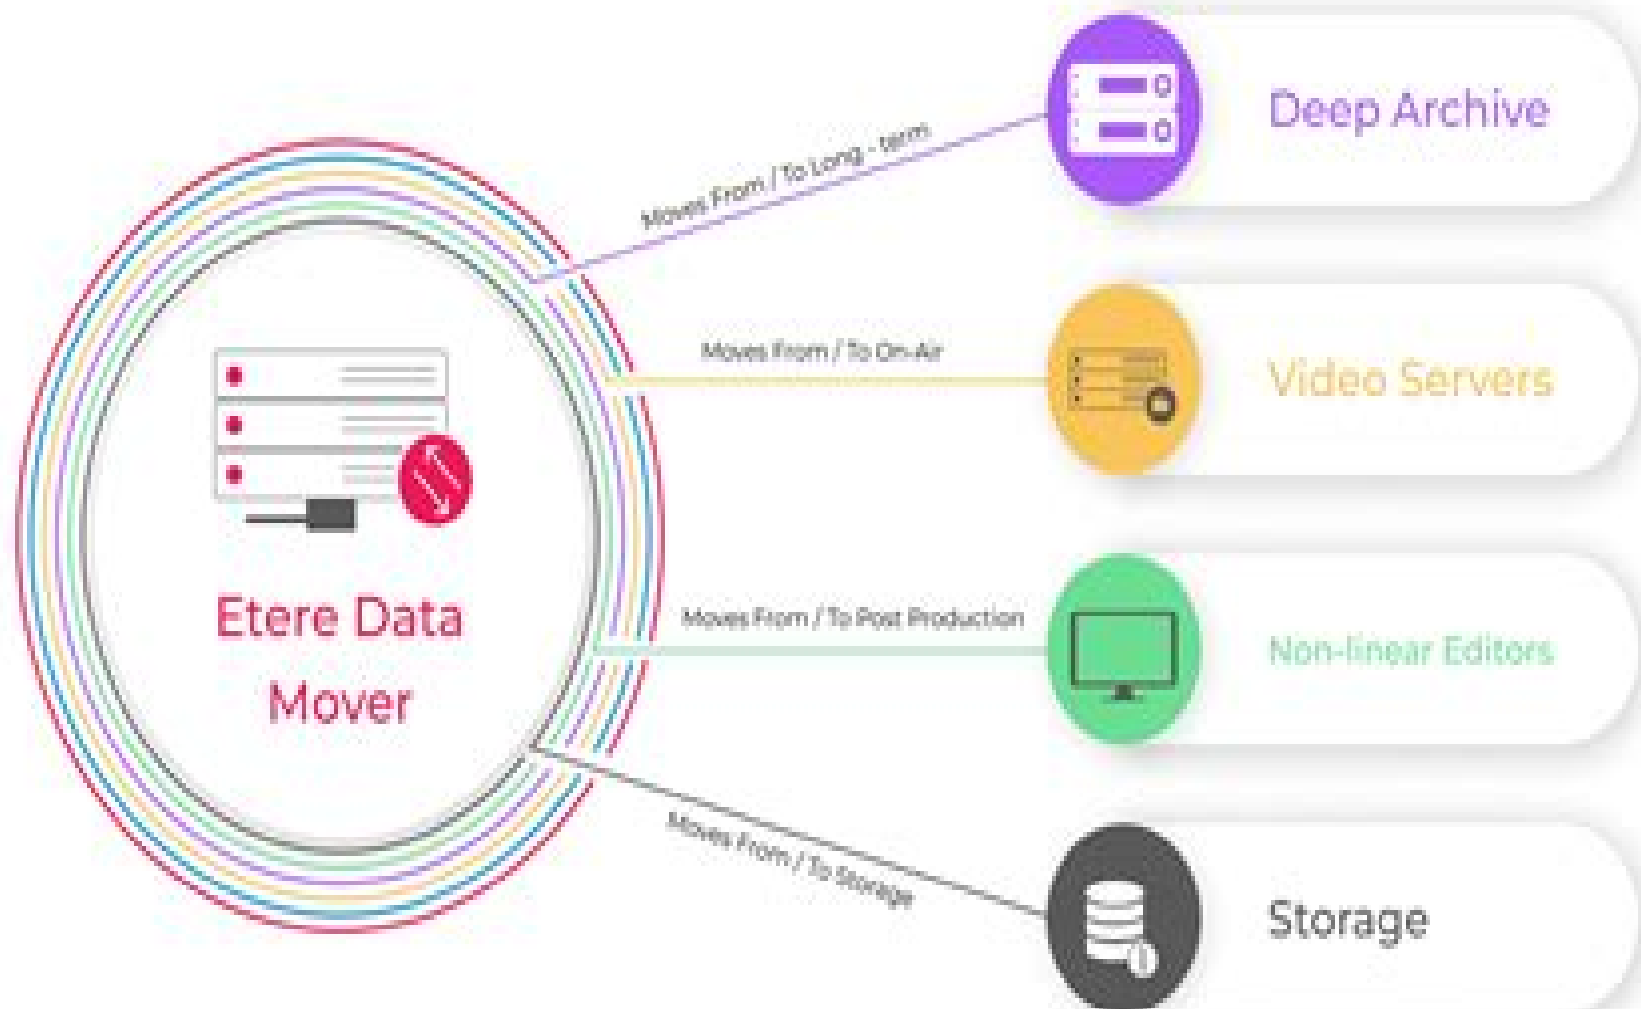 Etere Data
Mover
Moves From / To Long - term
Deep Archive
Moves From / To On-Air
Video Servers
Moves From / To Post Production
Non-linear Editors
Moves From / To Storage
Storage